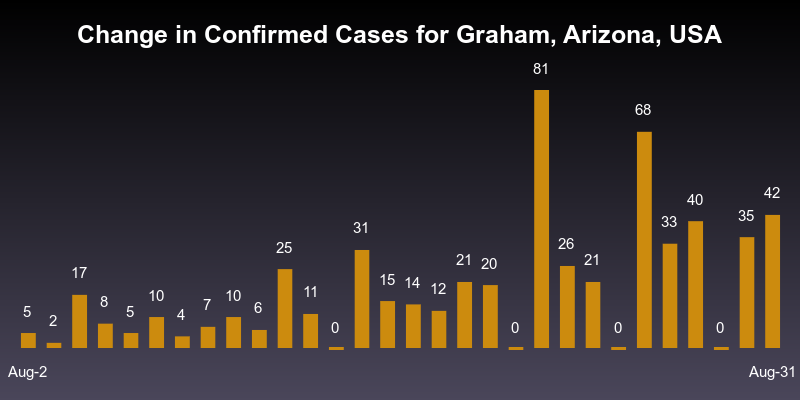 Change in Confirmed Cases for Graham, Arizona, USA
5 2 17 8 5 10 4 7 10 6 25 11 0 31 15 14 12 21 20 0 81 26 21 0 68 33 40 0 35 42
Aug-2 Aug-31